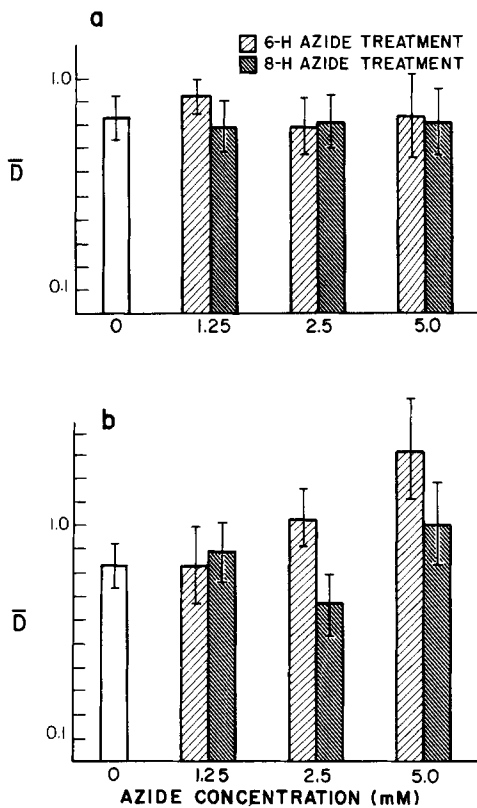 a
6-H AZIDE TREATMENT
8-H AZIDE TREATMENT
1.0
D̅
0.1
0 1.25 2.5 5.0
b
1.0
D̅
0.1
0 1.25 2.5 5.0
AZIDE CONCENTRATION (mM)